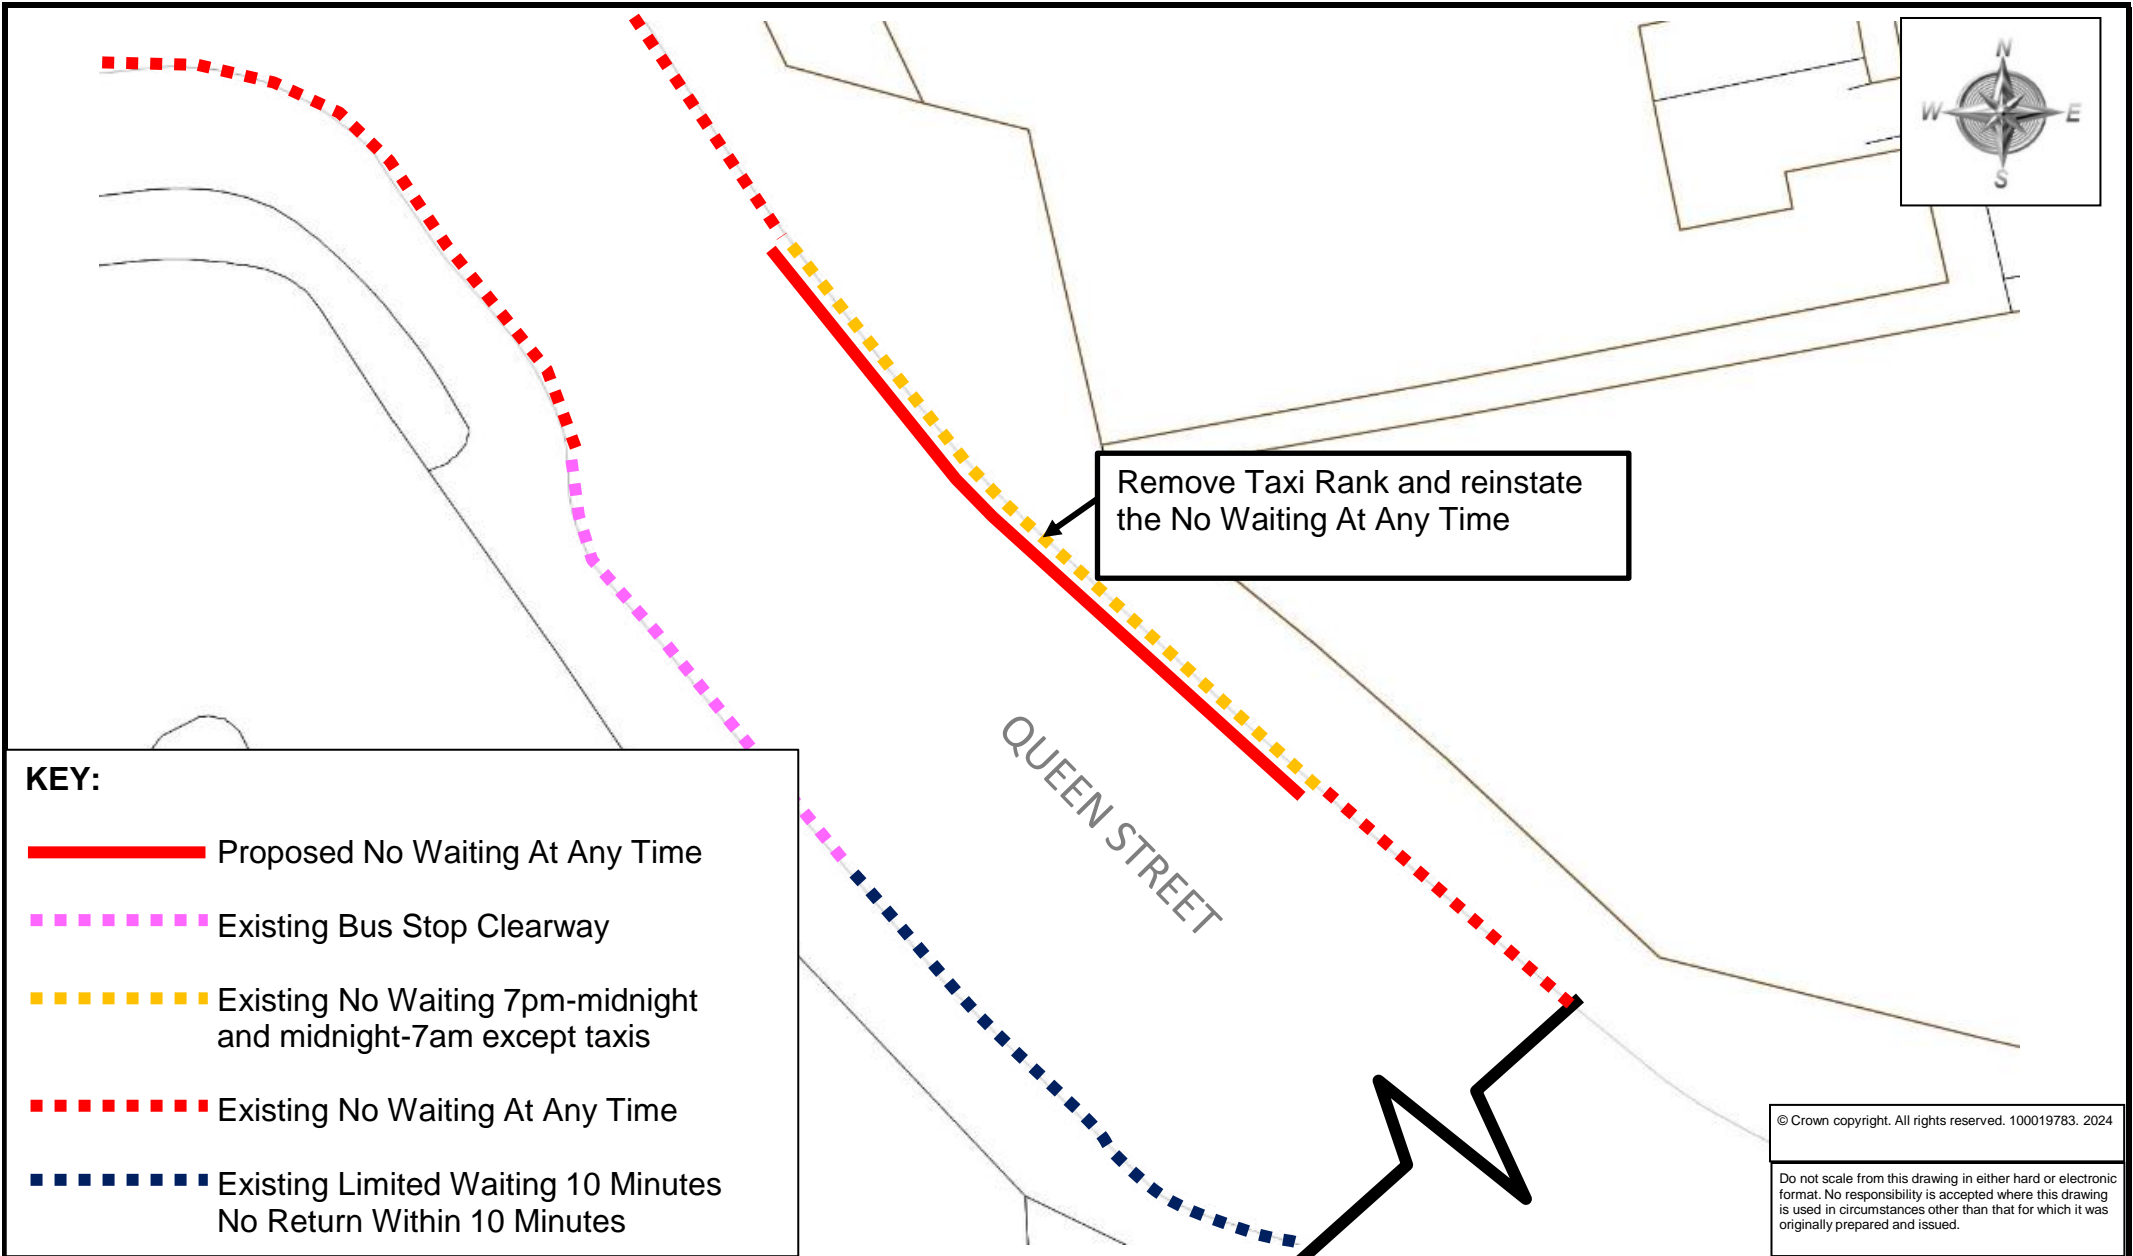 N
W
E
S
Remove Taxi Rank and reinstate
the No Waiting At Any Time
QUEEN STREET
KEY:
Proposed No Waiting At Any Time
Existing Bus Stop Clearway
Existing No Waiting 7pm-midnight
and midnight-7am except taxis
Existing No Waiting At Any Time
Existing Limited Waiting 10 Minutes
No Return Within 10 Minutes
© Crown copyright. All rights reserved. 100019783. 2024
Do not scale from this drawing in either hard or electronic
format. No responsibility is accepted where this drawing
is used in circumstances other than that for which it was
originally prepared and issued.